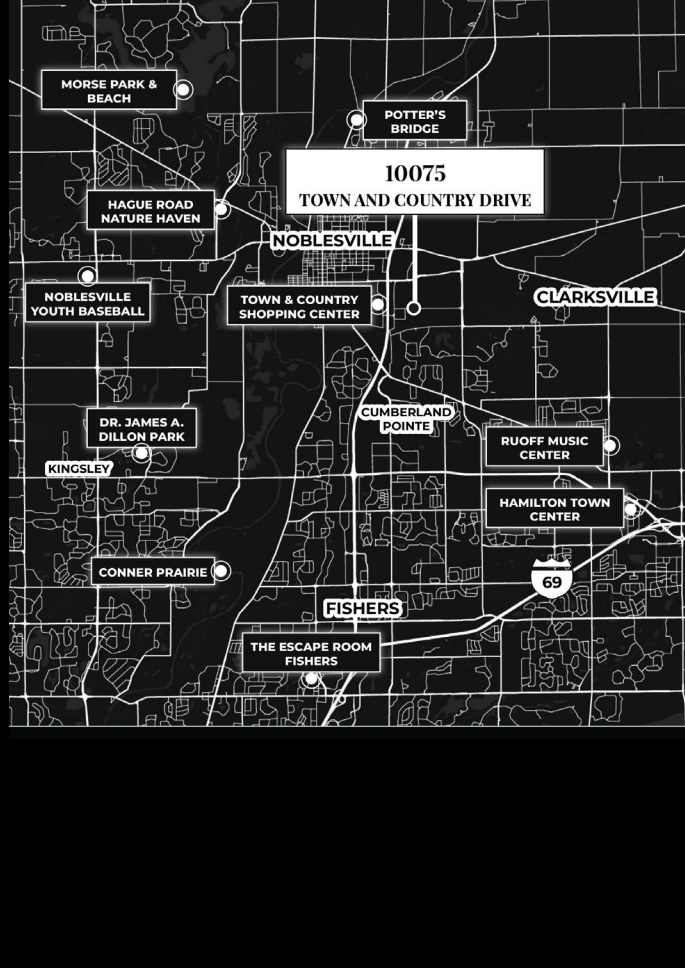 MORSE PARK &
BEACH
POTTER'S
BRIDGE
10075
TOWN AND COUNTRY DRIVE
HAGUE ROAD
NATURE HAVEN
NOBLESVILLE
NOBLESVILLE
YOUTH BASEBALL
TOWN & COUNTRY
SHOPPING CENTER
CLARKSVILLE
DR. JAMES A.
DILLON PARK
CUMBERLAND
POINTE
RUOFF MUSIC
CENTER
KINGSLEY
HAMILTON TOWN
CENTER
CONNER PRAIRIE
69
FISHERS
THE ESCAPE ROOM
FISHERS